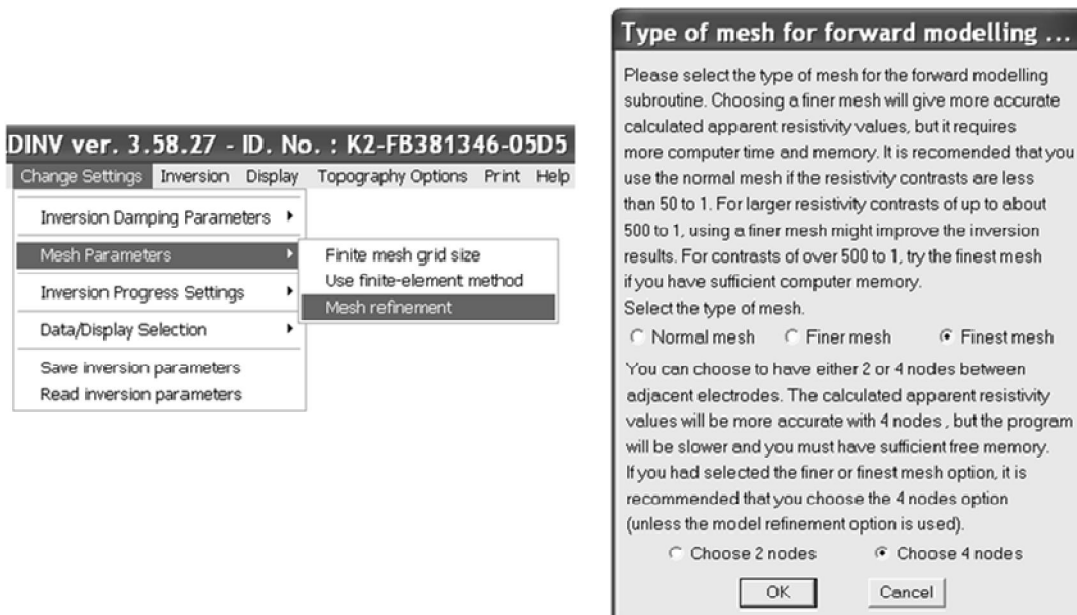 DINV ver. 3.58.27 - ID. No. : K2-FB381346-05D5
Change Settings Inversion Display Topography Options Print Help
Inversion Damping Parameters
Mesh Parameters
Inversion Progress Settings
Data/Display Selection
Save inversion parameters
Read inversion parameters
Finite mesh grid size
Use finite-element method
Mesh refinement
Type of mesh for forward modelling ...
Please select the type of mesh for the forward modelling
subroutine. Choosing a finer mesh will give more accurate
calculated apparent resistivity values, but it requires
more computer time and memory. It is recomended that you
use the normal mesh if the resistivity contrasts are less
than 50 to 1. For larger resistivity contrasts of up to about
500 to 1, using a finer mesh might improve the inversion
results. For contrasts of over 500 to 1, try the finest mesh
if you have sufficient computer memory.
Select the type of mesh.
Normal mesh Finer mesh Finest mesh
You can choose to have either 2 or 4 nodes between
adjacent electrodes. The calculated apparent resistivity
values will be more accurate with 4 nodes , but the program
will be slower and you must have sufficient free memory.
If you had selected the finer or finest mesh option, it is
recommended that you choose the 4 nodes option
(unless the model refinement option is used).
Choose 2 nodes Choose 4 nodes
OK Cancel